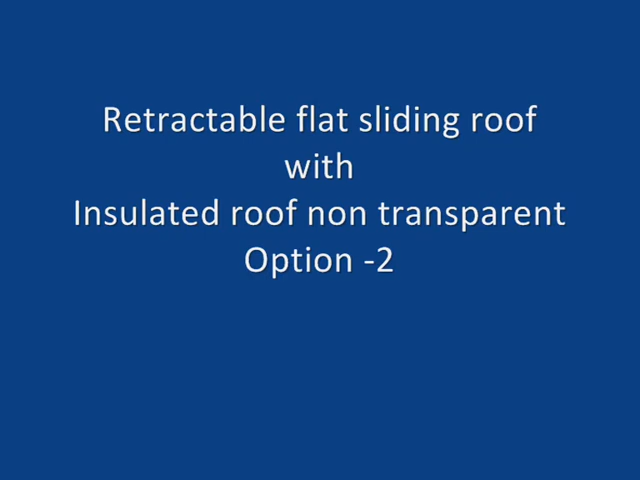 Retractable flat sliding roof
with
Insulated roof non transparent
Option -2